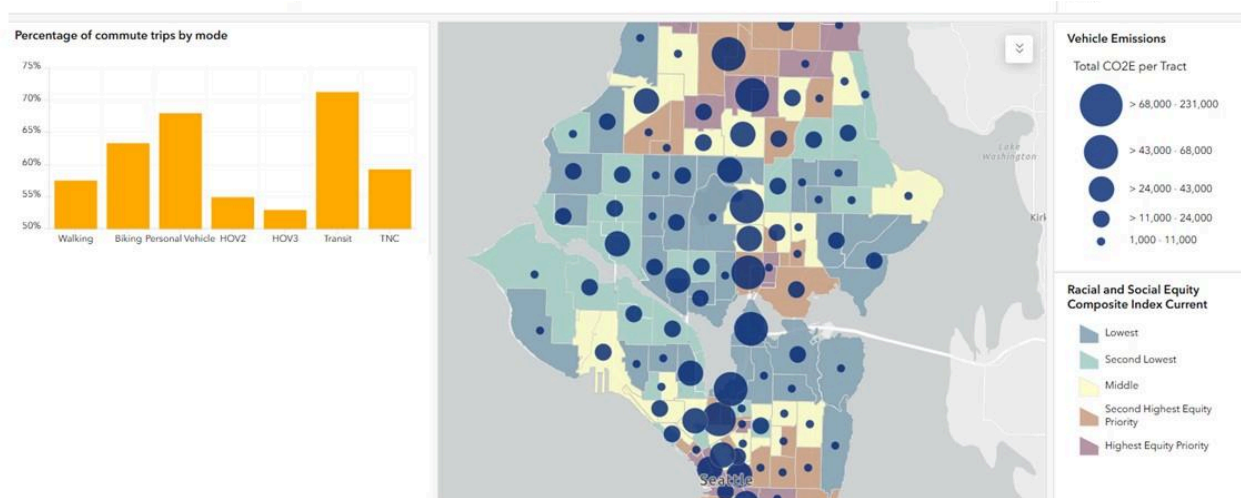 Percentage of commute trips by mode
75%
70%
65%
60%
55%
50%
Walking
Biking
Personal Vehicle
HOV2
HOV3
Transit
TNC
Lake
Washington
Kirk
Seattle
Vehicle Emissions
Total CO2E per Tract
> 68,000 - 231,000
> 43,000 - 68,000
> 24,000 - 43,000
> 11,000 - 24,000
1,000 - 11,000
Racial and Social Equity
Composite Index Current
Lowest
Second Lowest
Middle
Second Highest Equity
Priority
Highest Equity Priority